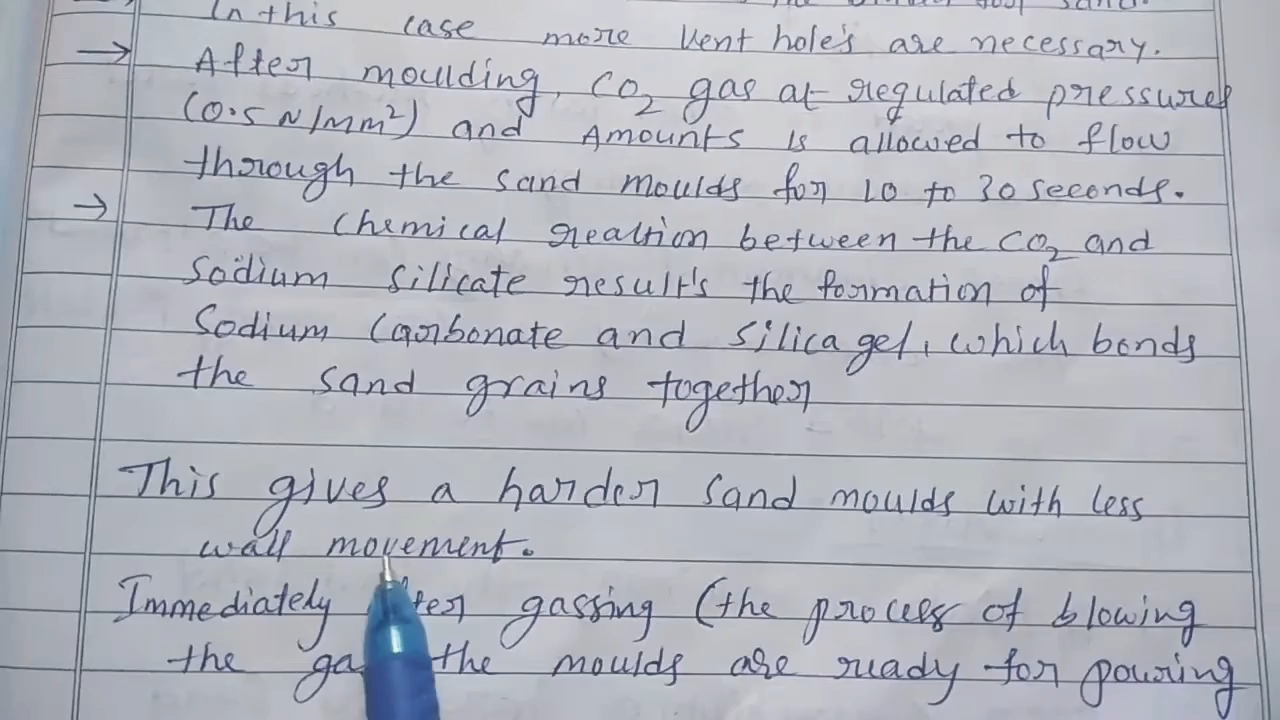 In this case more vent hole's are necessary.
→ After moulding, CO2 gas at regulated pressures
(0.5 N/mm2) and Amounts is allowed to flow
through the sand moulds for 10 to 30 seconds.
→ The chemical realtion between the CO2 and
Sodium silicate result's the formation of
Sodium Carbonate and silica gel, which bonds
the sand grains together
This gives a harder sand moulds with less
wall movement.
Immediately gassing (the process of blowing
the the moulds are ready for pouring